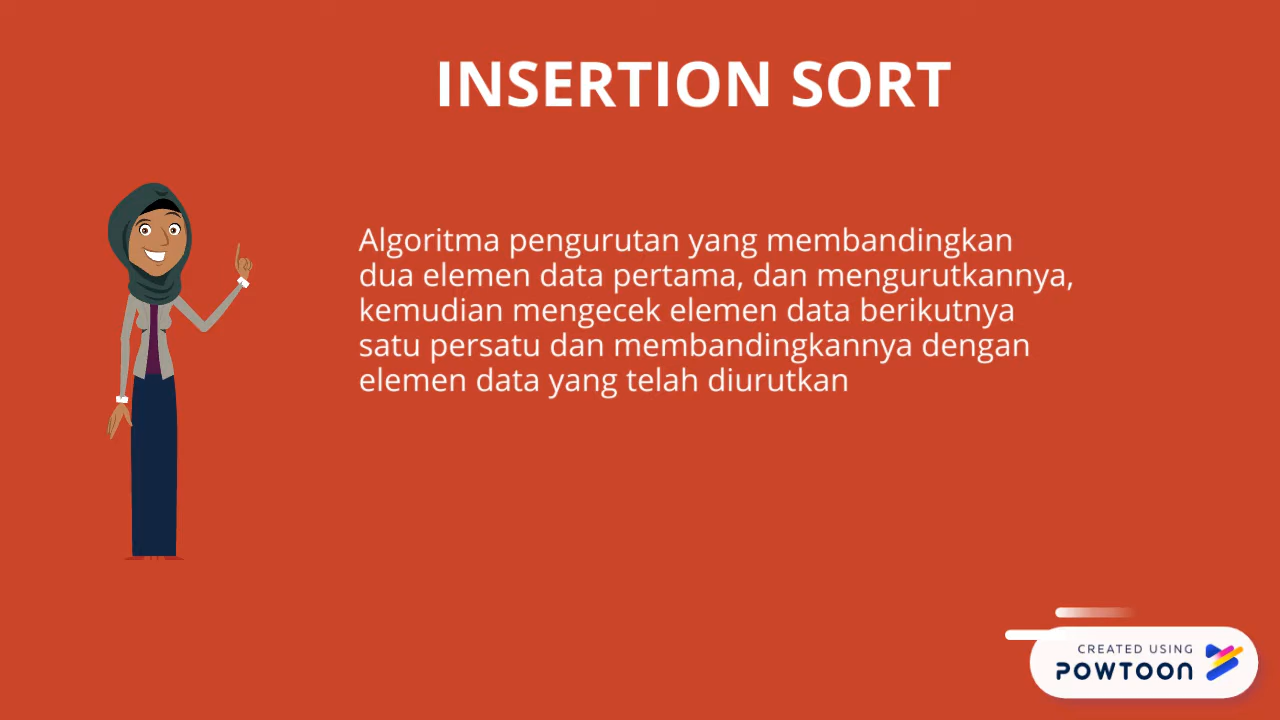 INSERTION SORT
Algoritma pengurutan yang membandingkan
dua elemen data pertama, dan mengurutkannya,
kemudian mengecek elemen data berikutnya
satu persatu dan membandingkannya dengan
elemen data yang telah diurutkan
CREATED USING
POWTOON